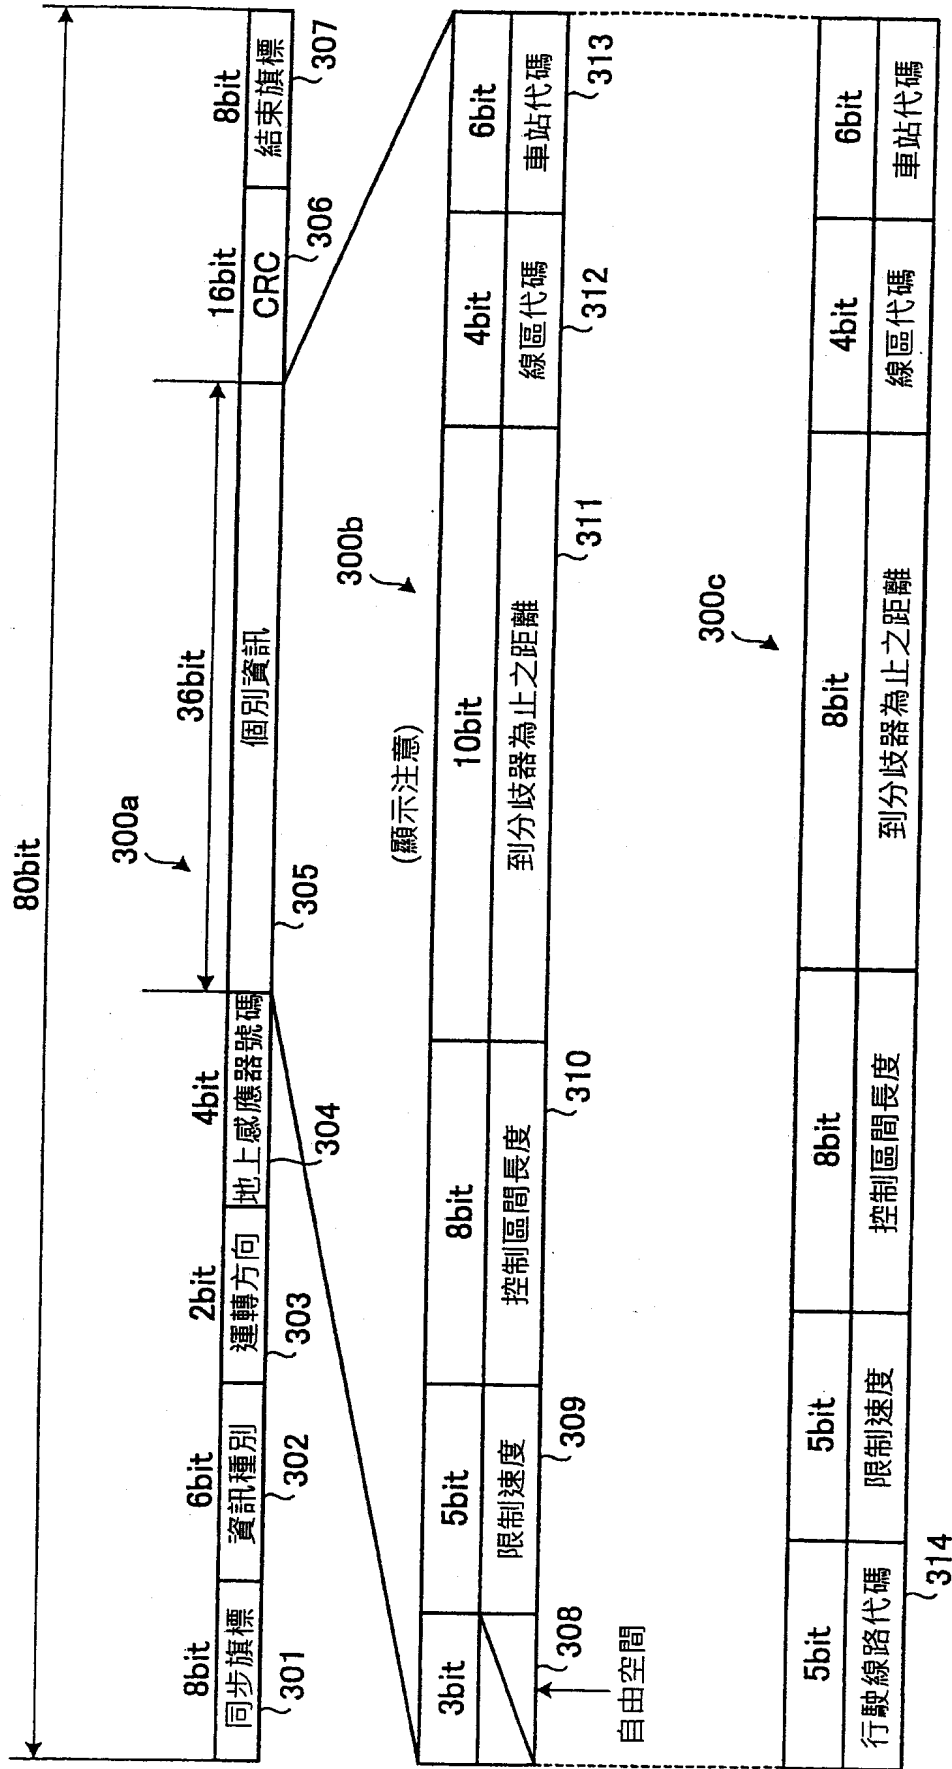 80bit
300a
36bit
8bit
6bit
2bit
4bit
16bit
8bit
同步旗標
資訊種別
運轉方向
地上感應器號碼
個別資訊
CRC
結束旗標
301
302
303
304
305
306
307
(顯示注意)
300b
3bit
5bit
8bit
10bit
4bit
6bit
限制速度
控制區間長度
到分歧器為止之距離
線區代碼
車站代碼
308
309
310
311
312
313
自由空間
300c
5bit
5bit
8bit
8bit
4bit
6bit
行駛線路代碼
限制速度
控制區間長度
到分歧器為止之距離
線區代碼
車站代碼
314